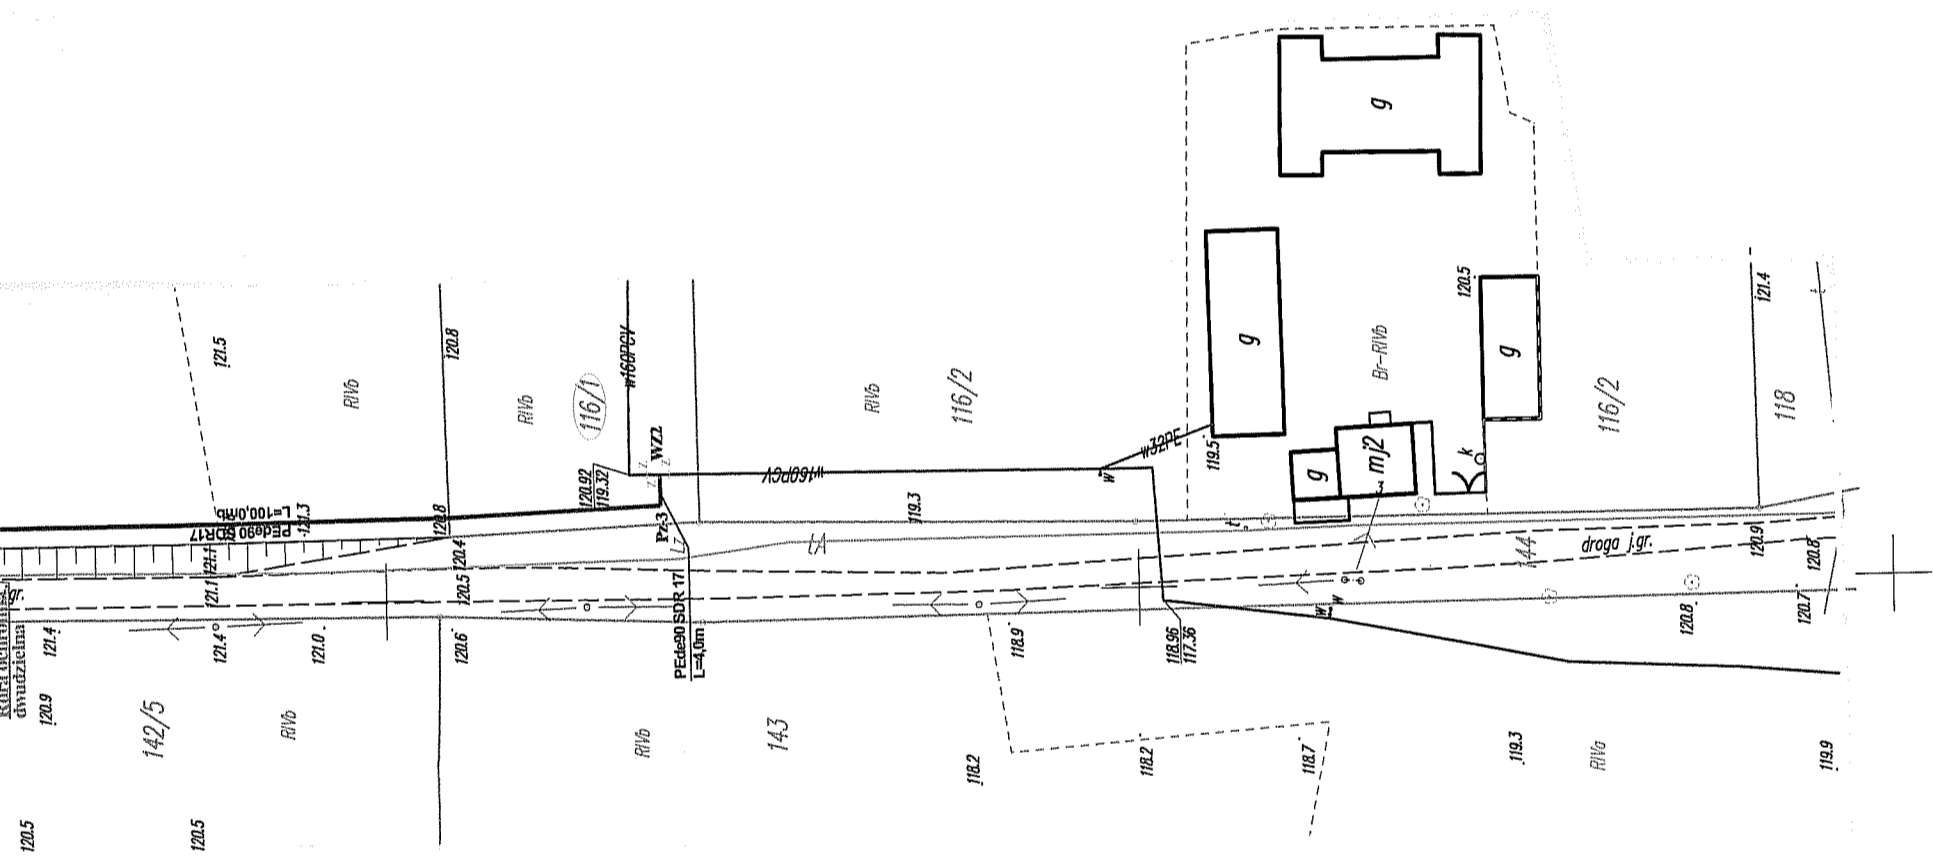 g
g
120.5
121.4
Br-RIVb
g
121.5
RIVb
120.8
RIVb
116/1
w160PCV
RIVb
116/2
116/2
118
WZ2
z
z
z
120.92
119.32
w160PCV
w
w32PE
119.5
g
mj2
3
k
L=100,0mb
PEde90 SDR17
121.3
120.8
Pz-3
119.3
t
121.1
121.1
120.4
120.5
144
droga j.gr.
120.9
120.8
gr.
dwudzielna
121.4
121.4
121.0
120.6
PEde90 SDR 17
L=4,0m
118.9
118.96
117.36
w
w
120.8
120.7
120.9
142/5
RIVb
RIVb
143
118.2
118.2
118.7
119.3
RIVa
119.9
120.5
120.5